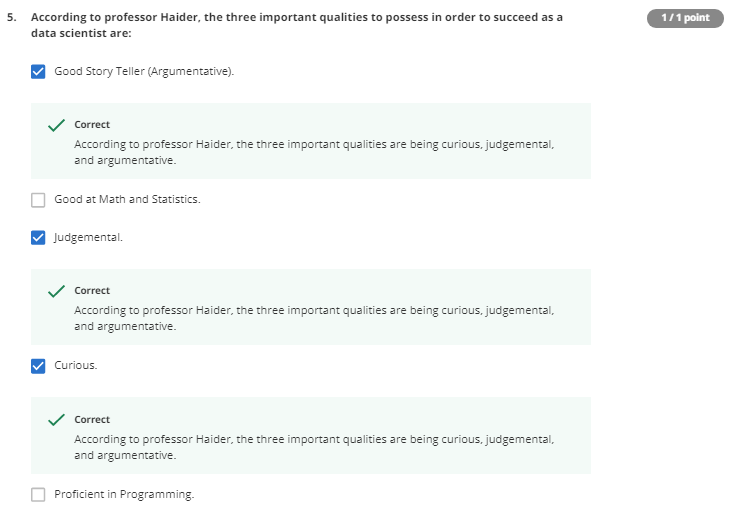 5. According to professor Haider, the three important qualities to possess in order to succeed as a
data scientist are:
1 / 1 point
Good Story Teller (Argumentative).
Correct
According to professor Haider, the three important qualities are being curious, judgemental,
and argumentative.
Good at Math and Statistics.
Judgemental.
Correct
According to professor Haider, the three important qualities are being curious, judgemental,
and argumentative.
Curious.
Correct
According to professor Haider, the three important qualities are being curious, judgemental,
and argumentative.
Proficient in Programming.